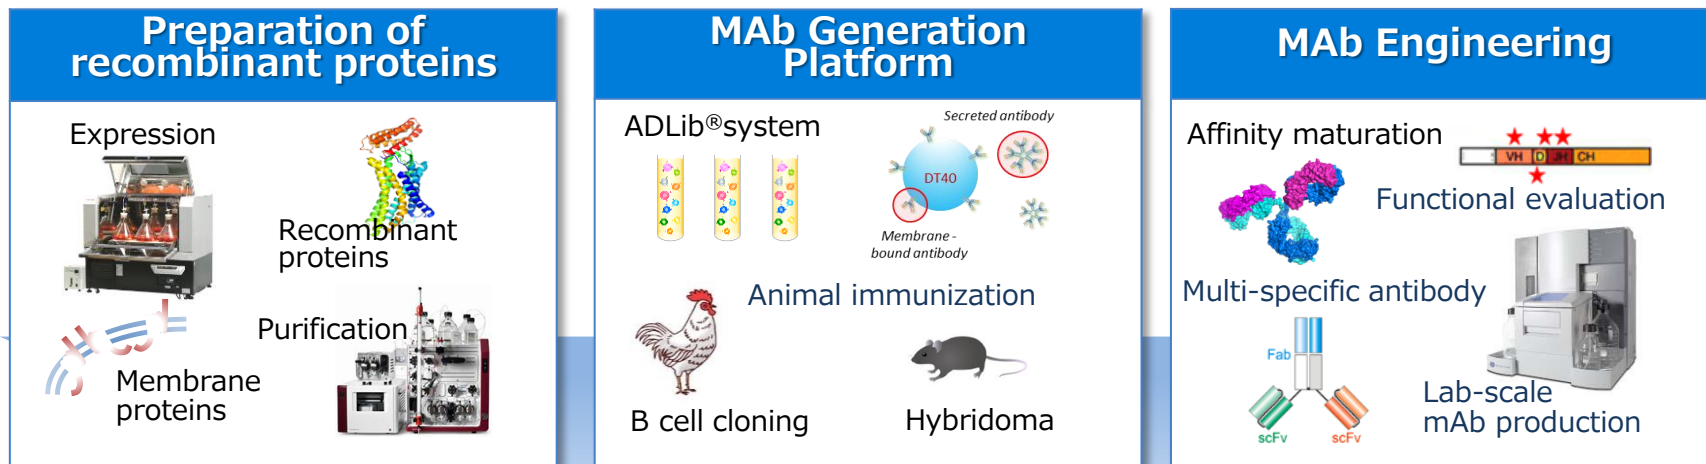 Preparation of
recombinant proteins
Expression
Recombinant
proteins
Purification
Membrane
proteins
MAb Generation
Platform
ADLib®system
Secreted antibody
DT40
Membrane -
bound antibody
Animal immunization
B cell cloning
Hybridoma
MAb Engineering
Affinity maturation
VH D JH CH
Functional evaluation
Multi-specific antibody
Fab
scFv scFv
Lab-scale
mAb production